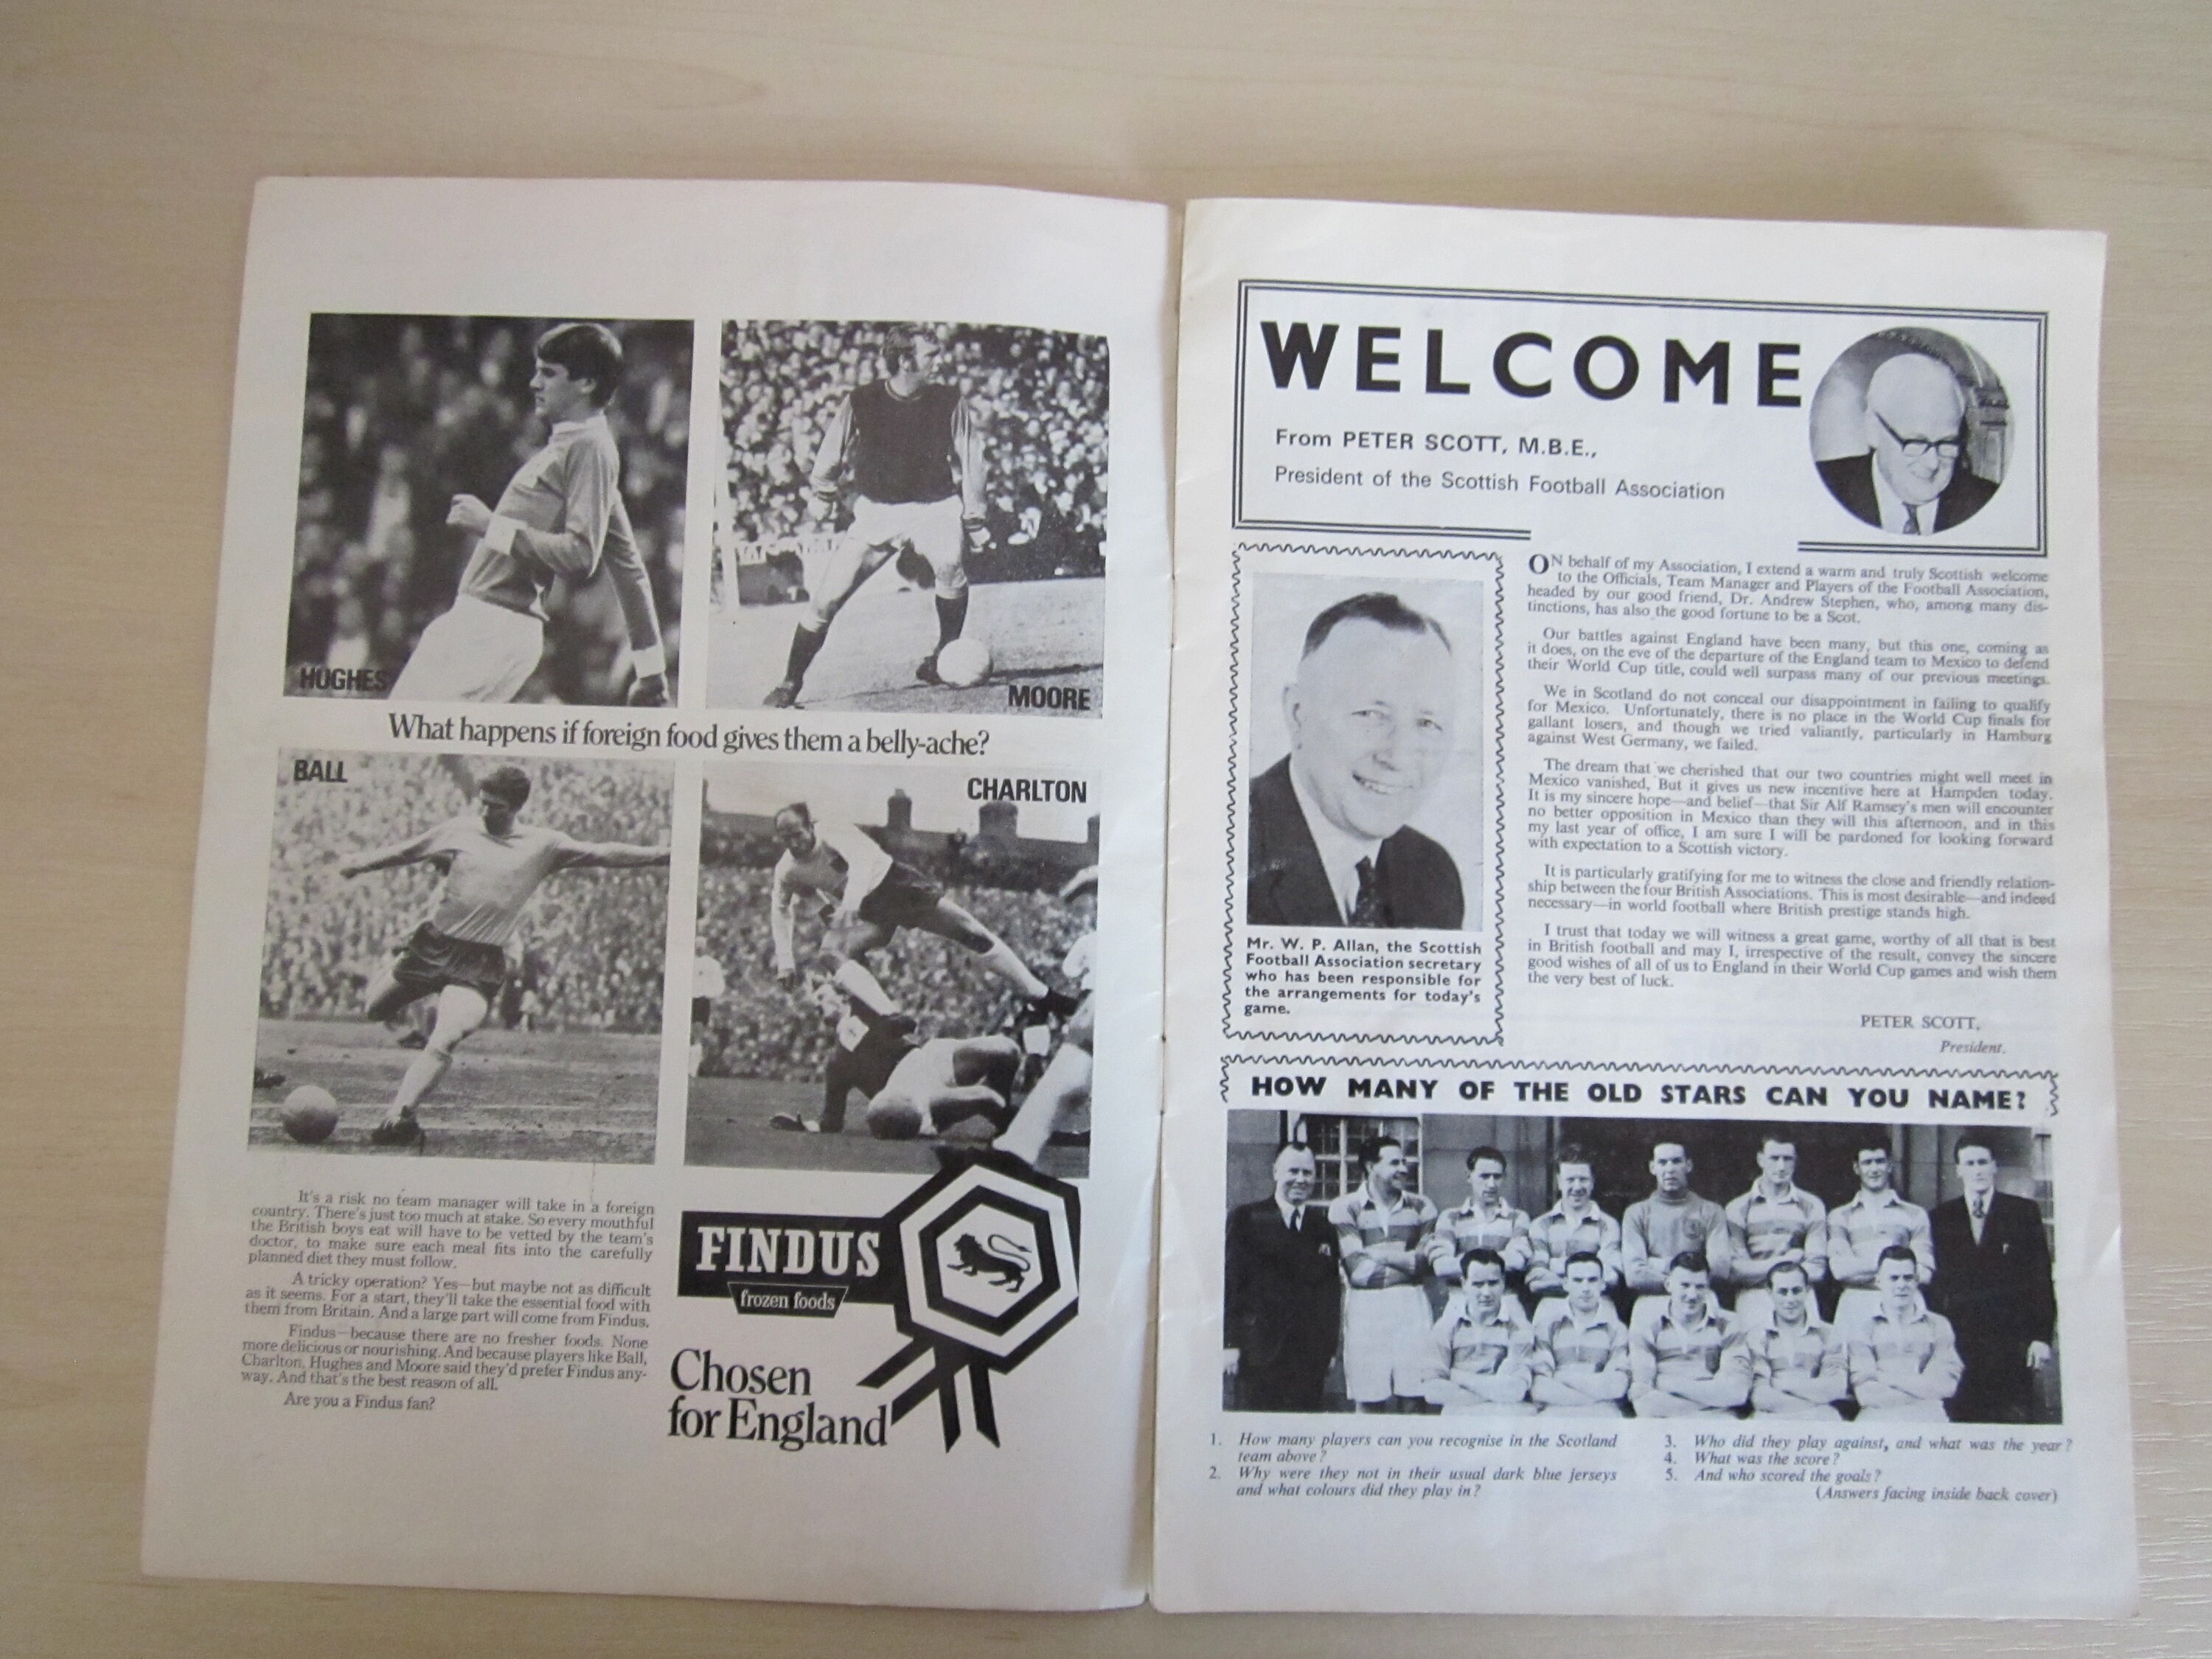 HUGHES
MOORE
What happens if foreign food gives them a belly-ache?
BALL
CHARLTON
It's a risk no team manager will take in a foreign
country. There's just too much at stake. So every mouthful
the British boys eat will have to be vetted by the team's
doctor, to make sure each meal fits into the carefully
planned diet they must follow.
A tricky operation? Yes—but maybe not as difficult
as it seems. For a start, they'll take the essential food with
them from Britain. And a large part will come from Findus.
Findus—because there are no fresher foods. None
more delicious or nourishing. And because players like Ball,
Charlton, Hughes and Moore said they'd prefer Findus any-
way. And that's the best reason of all.
Are you a Findus fan?
FINDUS
frozen foods
Chosen
for England
WELCOME
From PETER SCOTT, M.B.E.,
President of the Scottish Football Association
Mr. W. P. Allan, the Scottish
Football Association secretary
who has been responsible for
the arrangements for today's
game.
ON behalf of my Association, I extend a warm and truly Scottish welcome
to the Officials, Team Manager and Players of the Football Association,
headed by our good friend, Dr. Andrew Stephen, who, among many dis-
tinctions, has also the good fortune to be a Scot.
Our battles against England have been many, but this one, coming as
it does, on the eve of the departure of the England team to Mexico to defend
their World Cup title, could well surpass many of our previous meetings.
We in Scotland do not conceal our disappointment in failing to qualify
for Mexico. Unfortunately, there is no place in the World Cup finals for
gallant losers, and though we tried valiantly, particularly in Hamburg
against West Germany, we failed.
The dream that we cherished that our two countries might well meet in
Mexico vanished, But it gives us new incentive here at Hampden today.
It is my sincere hope—and belief—that Sir Alf Ramsey's men will encounter
no better opposition in Mexico than they will this afternoon, and in this
my last year of office, I am sure I will be pardoned for looking forward
with expectation to a Scottish victory.
It is particularly gratifying for me to witness the close and friendly relation-
ship between the four British Associations. This is most desirable—and indeed
necessary—in world football where British prestige stands high.
I trust that today we will witness a great game, worthy of all that is best
in British football and may I, irrespective of the result, convey the sincere
good wishes of all of us to England in their World Cup games and wish them
the very best of luck.
PETER SCOTT,
President.
HOW MANY OF THE OLD STARS CAN YOU NAME?
1. How many players can you recognise in the Scotland
team above?
2. Why were they not in their usual dark blue jerseys
and what colours did they play in?
3. Who did they play against, and what was the year?
4. What was the score?
5. And who scored the goals?
(Answers facing inside back cover)